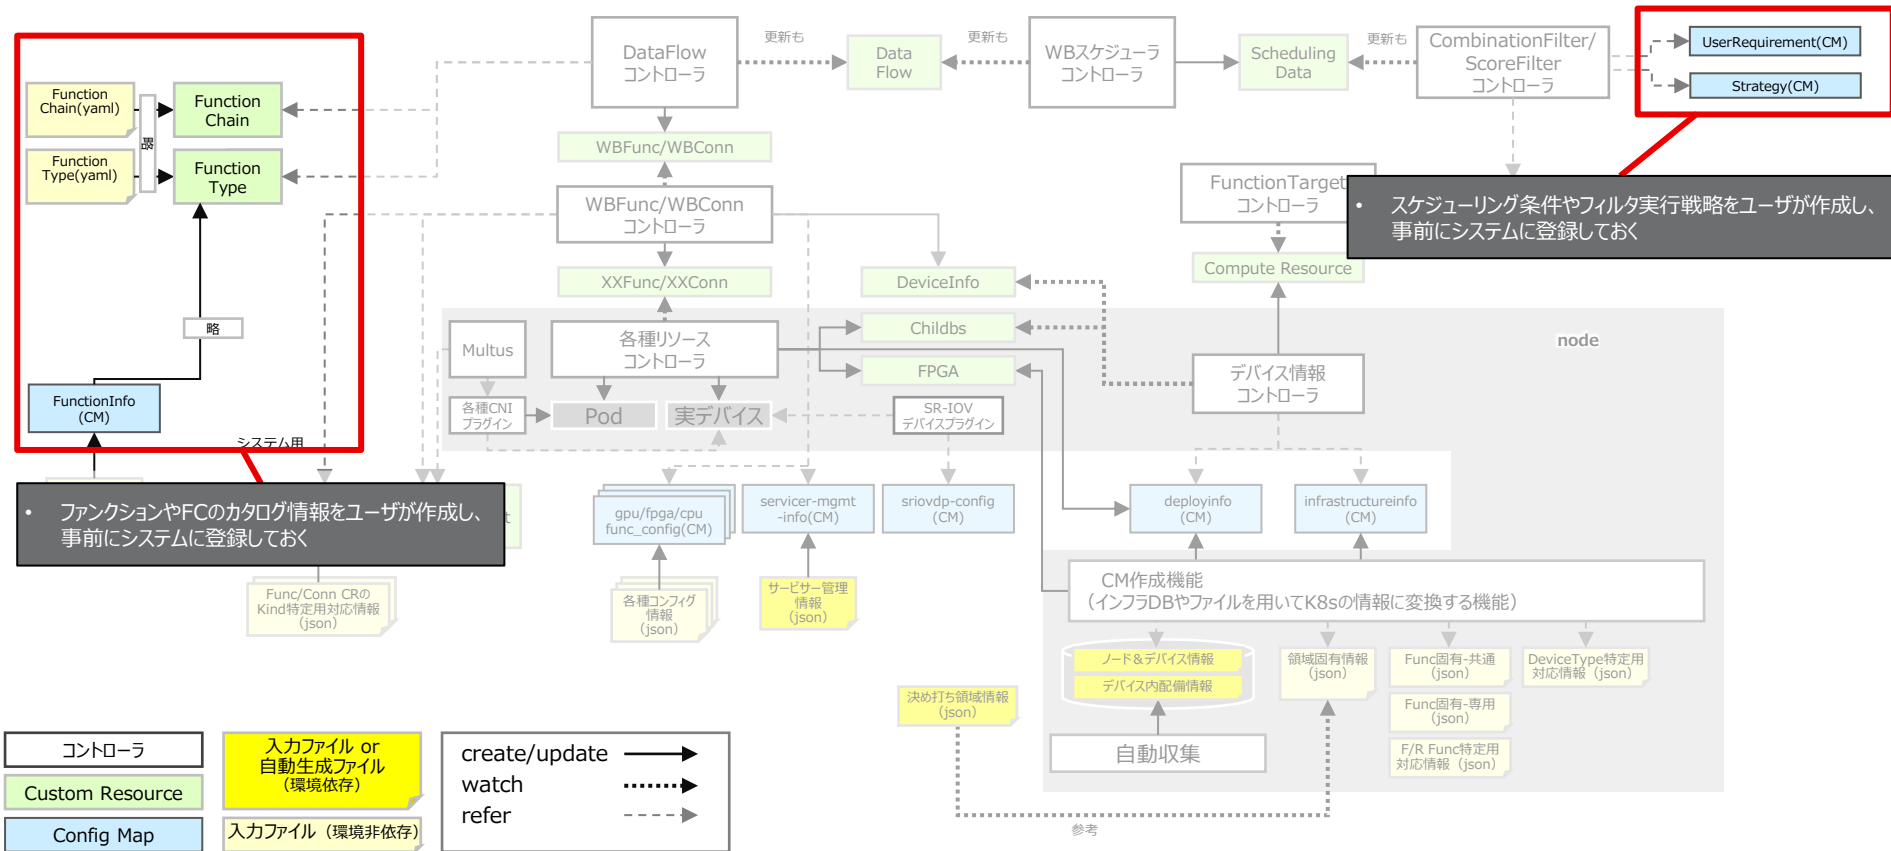 DataFlow
コントローラ
更新も
Data
Flow
更新も
WBスケジューラ
コントローラ
Scheduling
Data
更新も
CombinationFilter/
ScoreFilter
コントローラ
UserRequirement(CM)
Strategy(CM)
Function
Chain(yaml)
略
Function
Chain
Function
Type(yaml)
Function
Type
WBFunc/WBConn
WBFunc/WBConn
コントローラ
FunctionTarget
コントローラ
• スケジューリング条件やフィルタ実行戦略をユーザが作成し、
事前にシステムに登録しておく
XXFunc/XXConn
DeviceInfo
Compute Resource
略
Multus
各種リソース
コントローラ
Childbs
FPGA
デバイス情報
コントローラ
node
FunctionInfo
(CM)
各種CNI
プラグイン
Pod
実デバイス
SR-IOV
デバイスプラグイン
システム用
• ファンクションやFCのカタログ情報をユーザが作成し、
事前にシステムに登録しておく
t
gpu/fpga/cpu
func_config(CM)
servicer-mgmt
-info(CM)
sriovdp-config
(CM)
deployinfo
(CM)
infrastructureinfo
(CM)
Func/Conn CRの
Kind特定用対応情報
(json)
各種コンフィグ
情報
(json)
サービサー管理
情報
(json)
CM作成機能
(インフラDBやファイルを用いてK8sの情報に変換する機能)
ノード&デバイス情報
デバイス内配備情報
領域固有情報
(json)
Func固有-共通
(json)
DeviceType特定用
対応情報 (json)
決め打ち領域情報
(json)
Func固有-専用
(json)
自動収集
F/R Func特定用
対応情報 (json)
参考
コントローラ
Custom Resource
Config Map
入力ファイル or
自動生成ファイル
(環境依存)
入力ファイル (環境非依存)
create/update
watch
refer